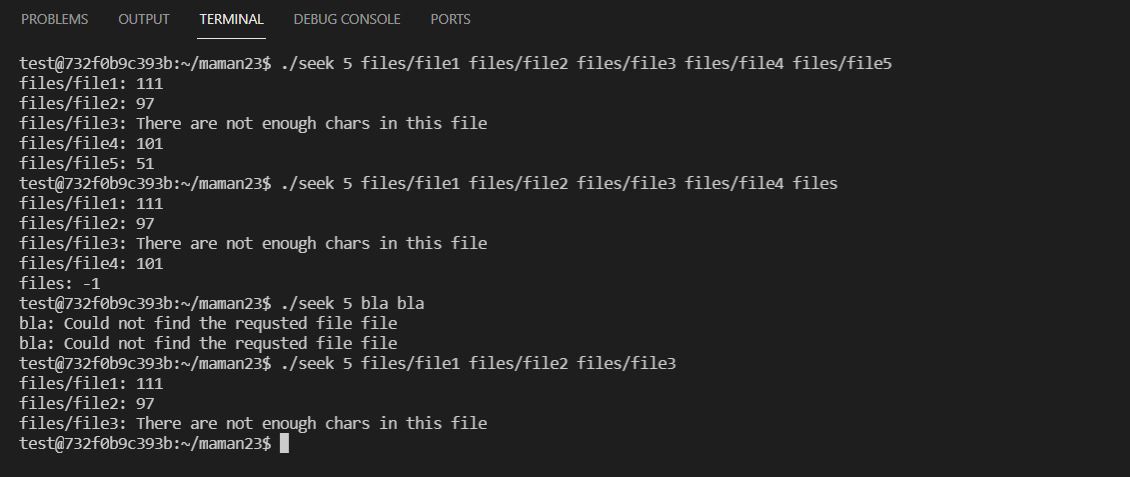 PROBLEMS OUTPUT TERMINAL DEBUG CONSOLE PORTS
test@732f0b9c393b:~/maman23$ ./seek 5 files/file1 files/file2 files/file3 files/file4 files/file5
files/file1: 111
files/file2: 97
files/file3: There are not enough chars in this file
files/file4: 101
files/file5: 51
test@732f0b9c393b:~/maman23$ ./seek 5 files/file1 files/file2 files/file3 files/file4 files
files/file1: 111
files/file2: 97
files/file3: There are not enough chars in this file
files/file4: 101
files: -1
test@732f0b9c393b:~/maman23$ ./seek 5 bla bla
bla: Could not find the requsted file file
bla: Could not find the requsted file file
test@732f0b9c393b:~/maman23$ ./seek 5 files/file1 files/file2 files/file3
files/file1: 111
files/file2: 97
files/file3: There are not enough chars in this file
test@732f0b9c393b:~/maman23$